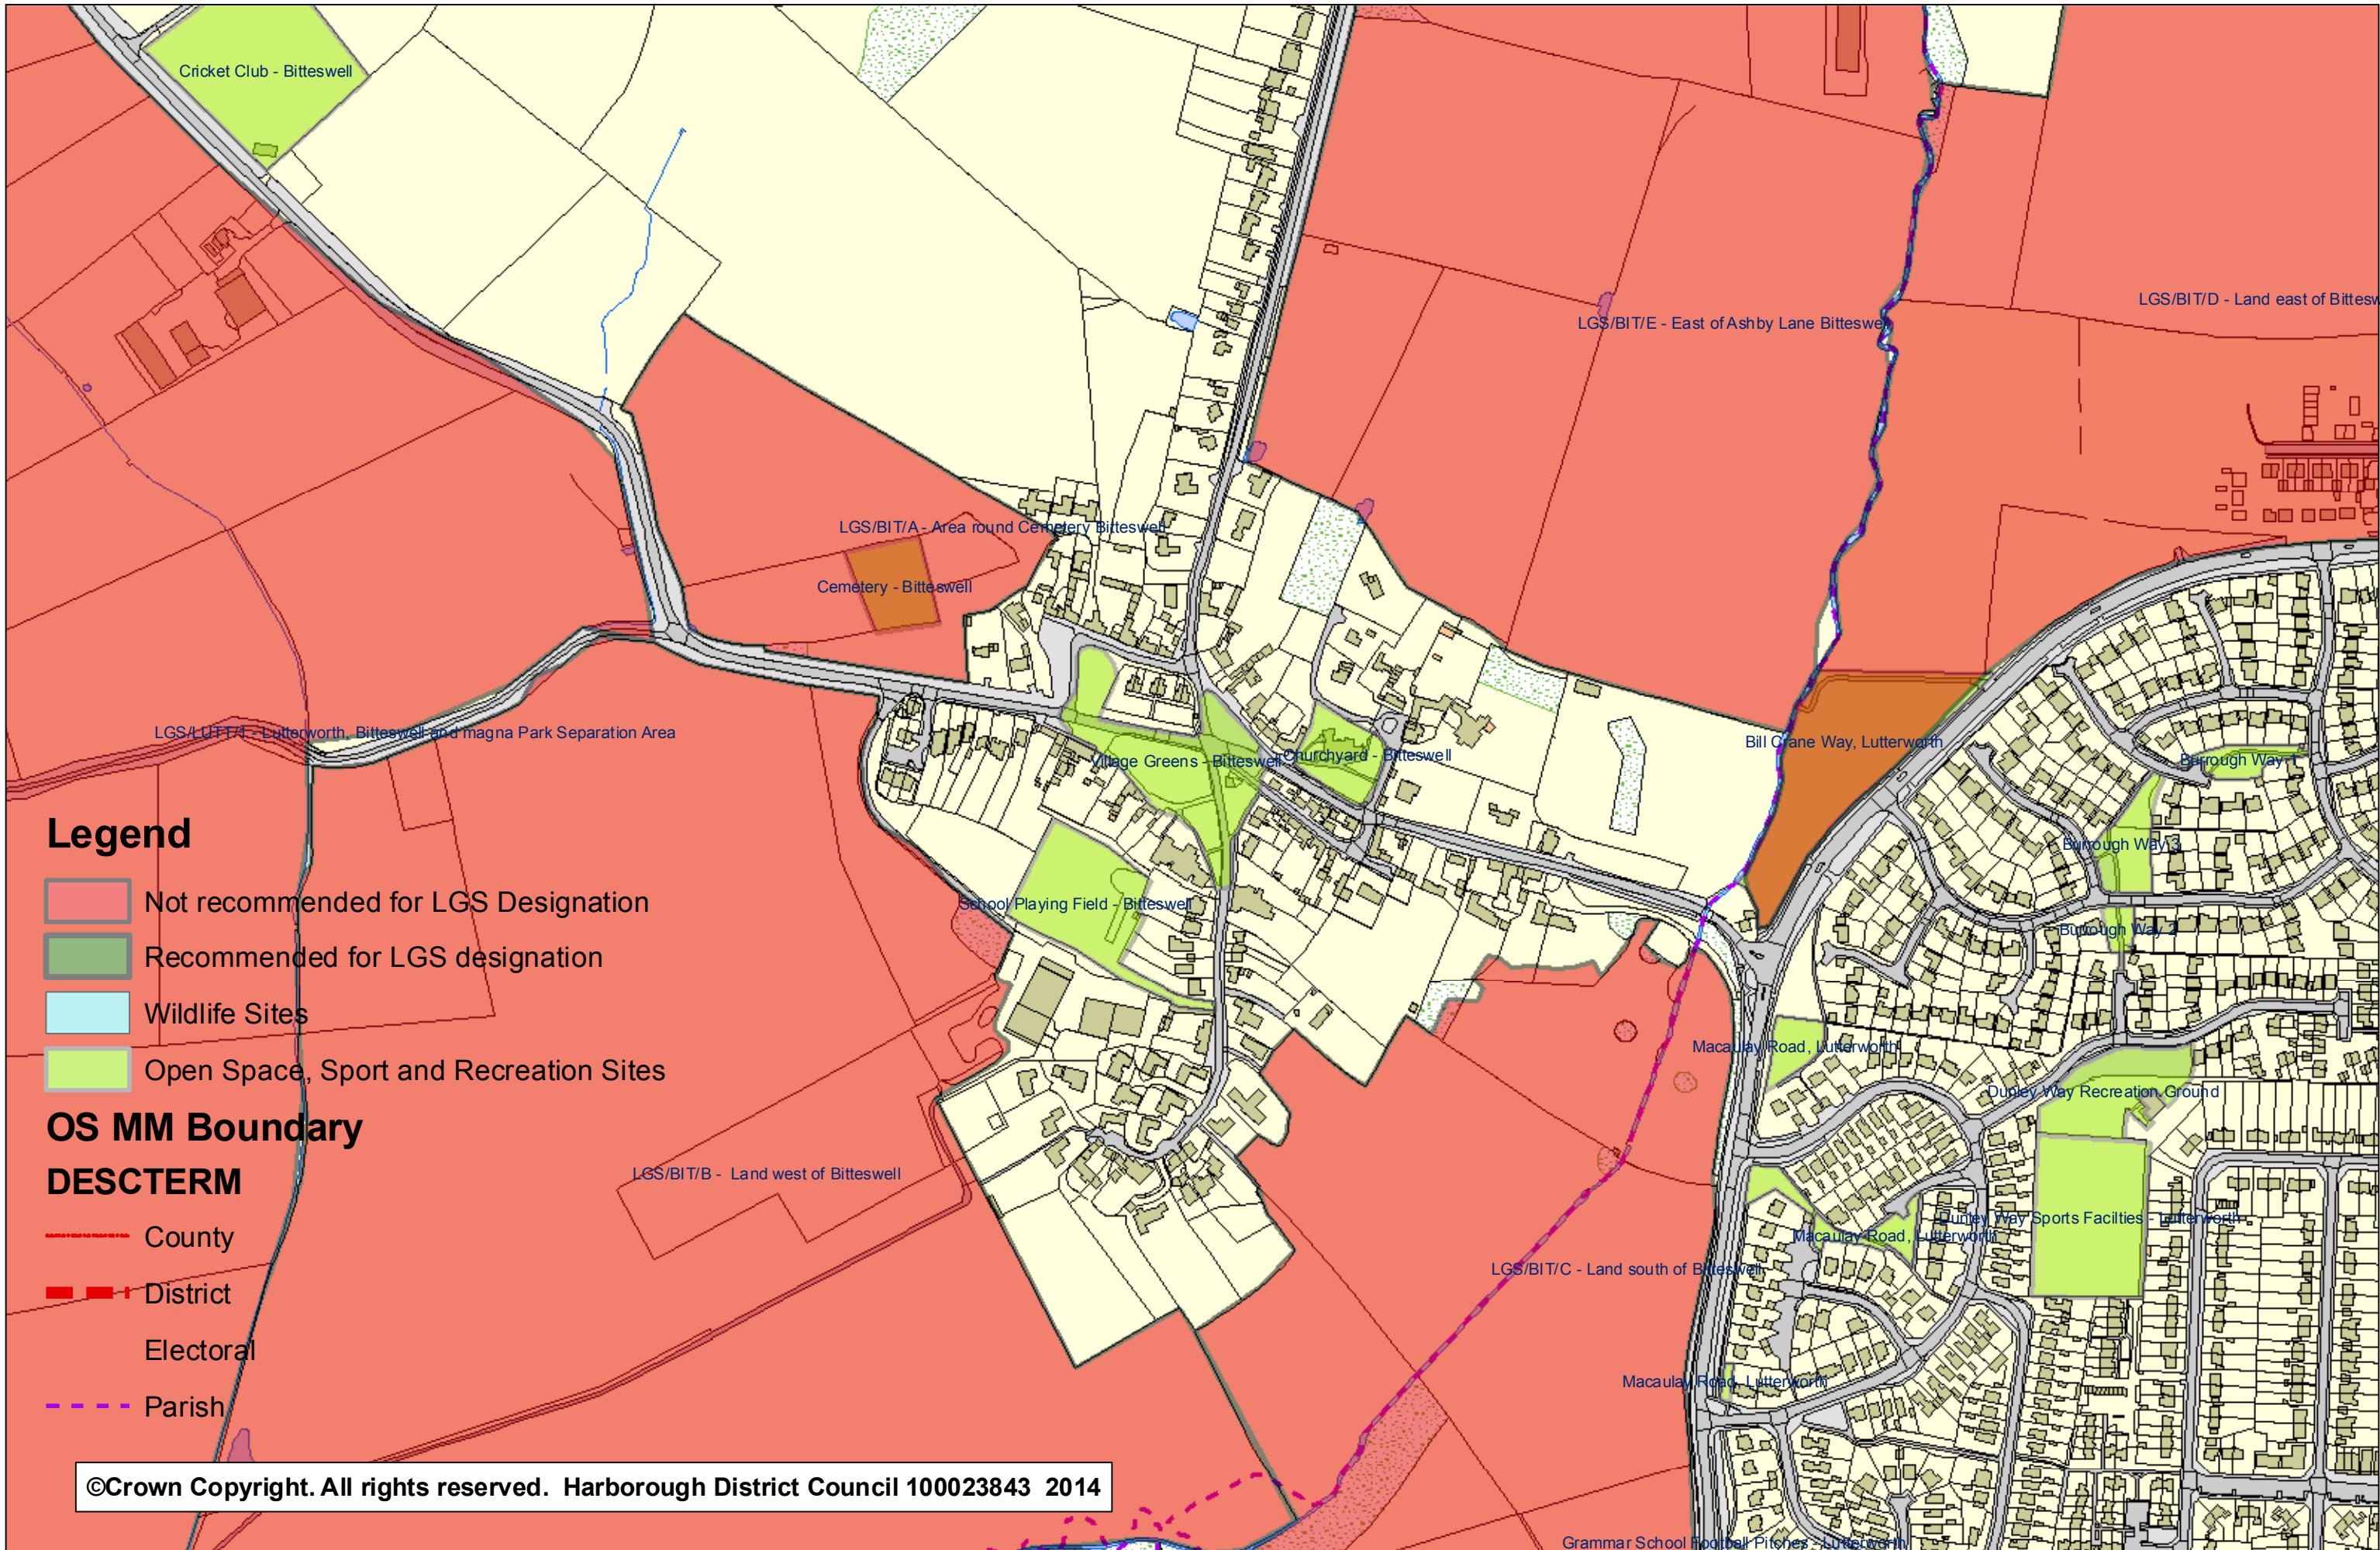 Cricket Club - Bitteswell
LGS/BIT/D - Land east of Bittesw
LGS/BIT/E - East of Ashby Lane Bitteswell
LGS/BIT/A - Area round Cemetery Bitteswell
Cemetery - Bitteswell
LGS/LUTT/1 - Lutterworth, Bitteswell and magna Park Separation Area
Bill Crane Way, Lutterworth
Village Greens - Bitteswell
Churchyard - Bitteswell
Burrough Way 1
Burrough Way 3
School Playing Field - Bitteswell
Burrough Way 2
Macaulay Road, Lutterworth
Dunley Way Recreation Ground
LGS/BIT/B - Land west of Bitteswell
Dunley Way Sports Facilties - Lutterworth
Macaulay Road, Lutterworth
LGS/BIT/C - Land south of Bitteswell
Macaulay Road, Lutterworth
Grammar School Football Pitches - Lutterworth
Legend
Not recommended for LGS Designation
Recommended for LGS designation
Wildlife Sites
Open Space, Sport and Recreation Sites
OS MM Boundary
DESCTERM
County
District
Electoral
Parish
©Crown Copyright. All rights reserved. Harborough District Council 100023843 2014